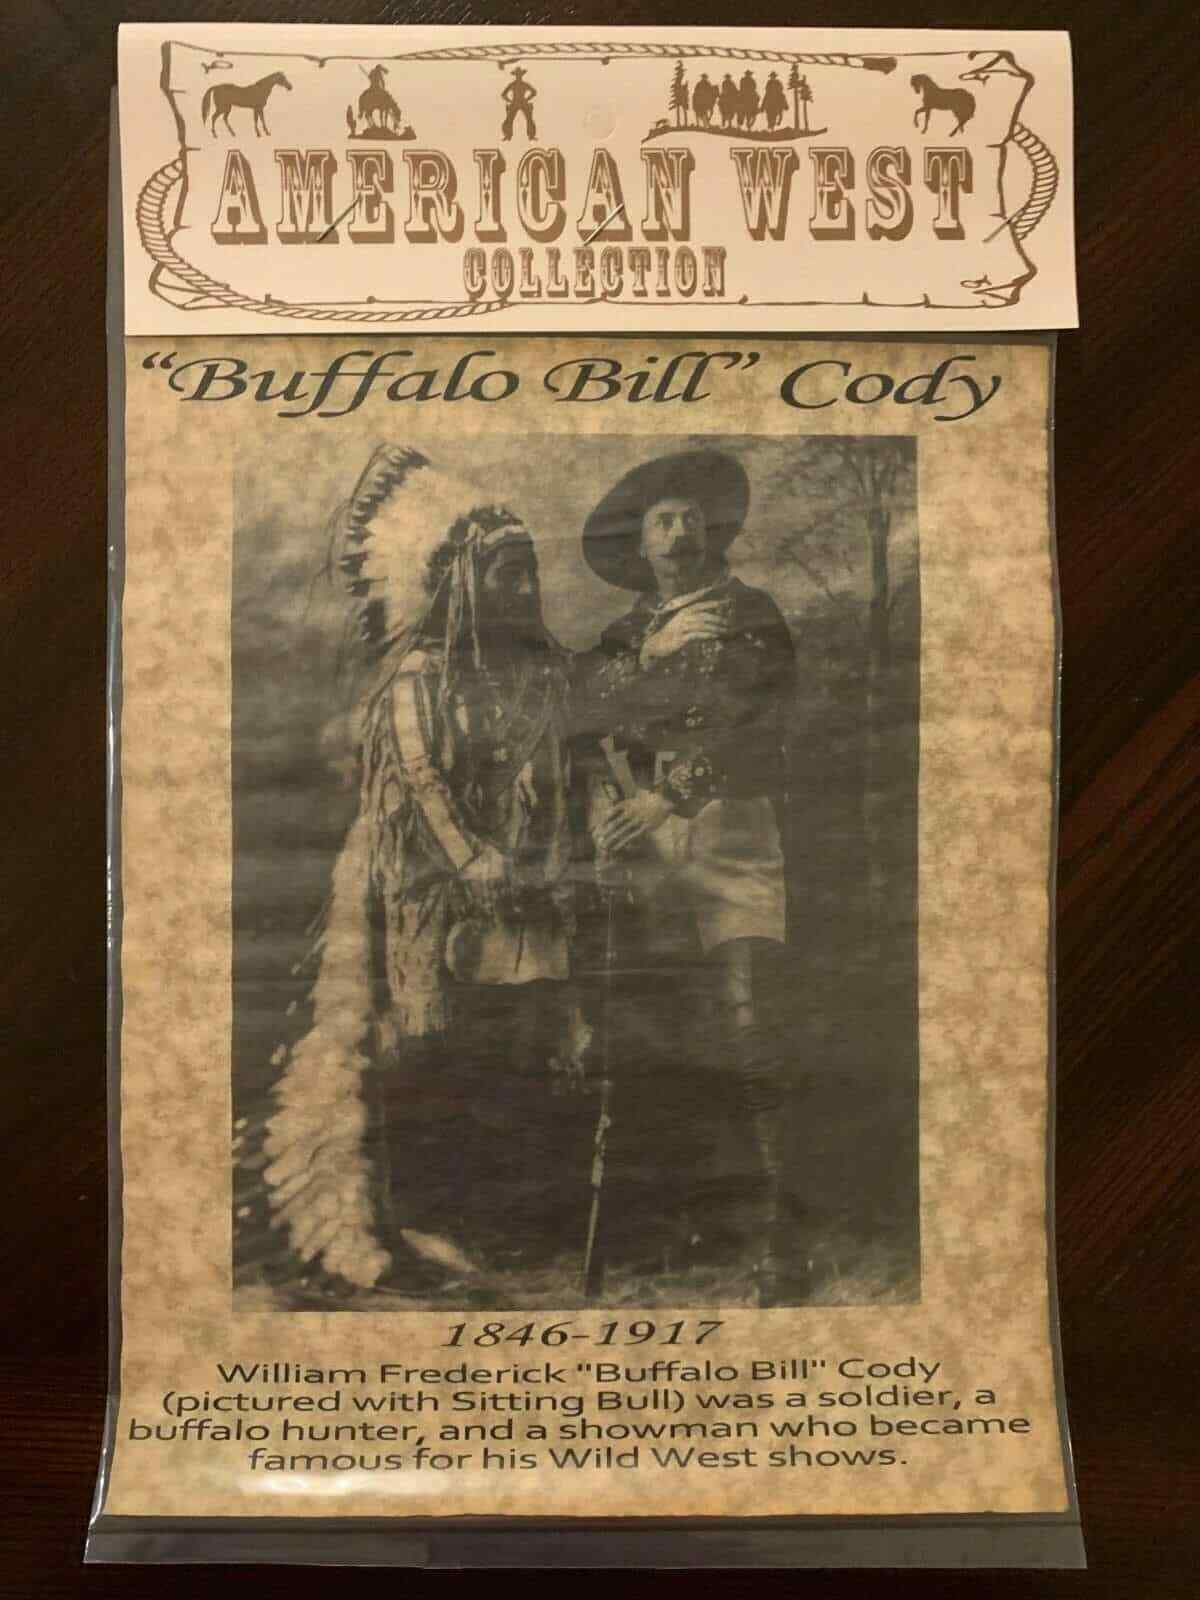 AMERICAN WEST
COLLECTION
“Buffalo Bill” Cody
1846-1917
William Frederick "Buffalo Bill" Cody
(pictured with Sitting Bull) was a soldier, a
buffalo hunter, and a showman who became
famous for his Wild West shows.